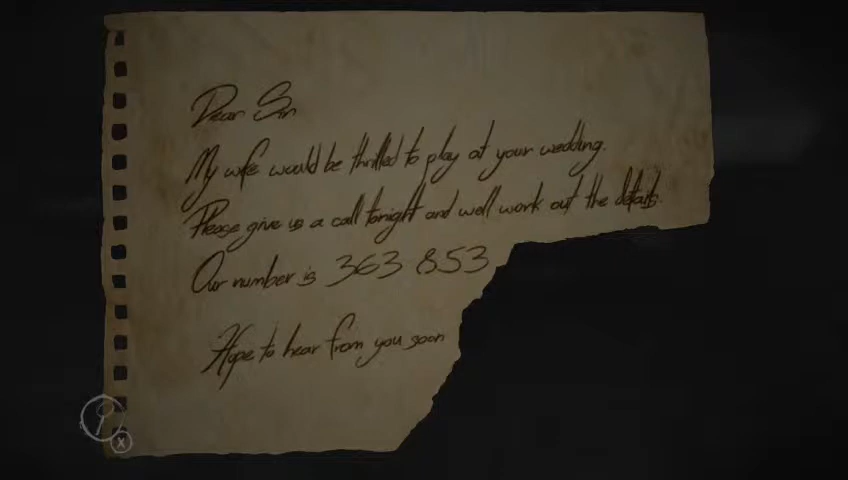 Dear Sir
My wife would be thrilled to play at your wedding.
Please give us a call tonight and we'll work out the details.
Our number is 363 853
Hope to hear from you soon
X